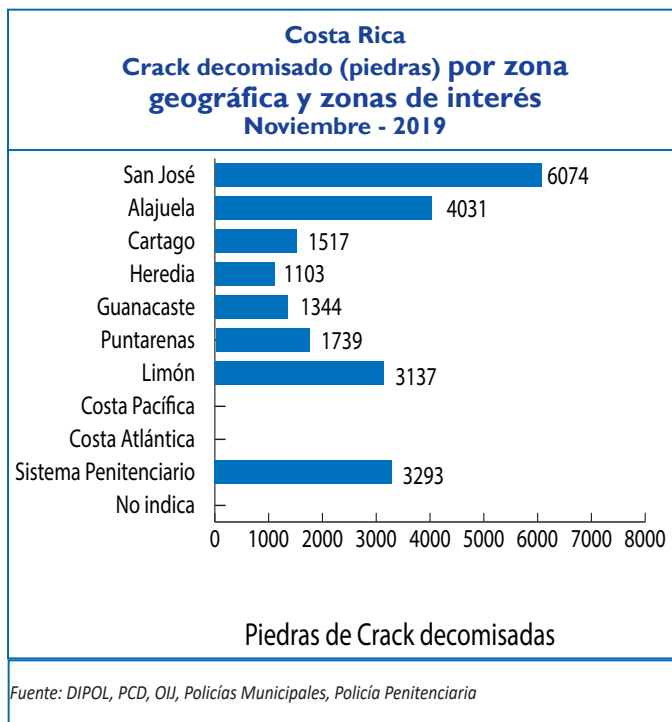 Costa Rica
Crack decomisado (piedras) por zona
geográfica y zonas de interés
Noviembre - 2019
San José 6074
Alajuela 4031
Cartago 1517
Heredia 1103
Guanacaste 1344
Puntarenas 1739
Limón 3137
Costa Pacífica
Costa Atlántica
Sistema Penitenciario 3293
No indica
0 1000 2000 3000 4000 5000 6000 7000 8000
Piedras de Crack decomisadas
Fuente: DIPOL, PCD, OIJ, Policías Municipales, Policía Penitenciaria